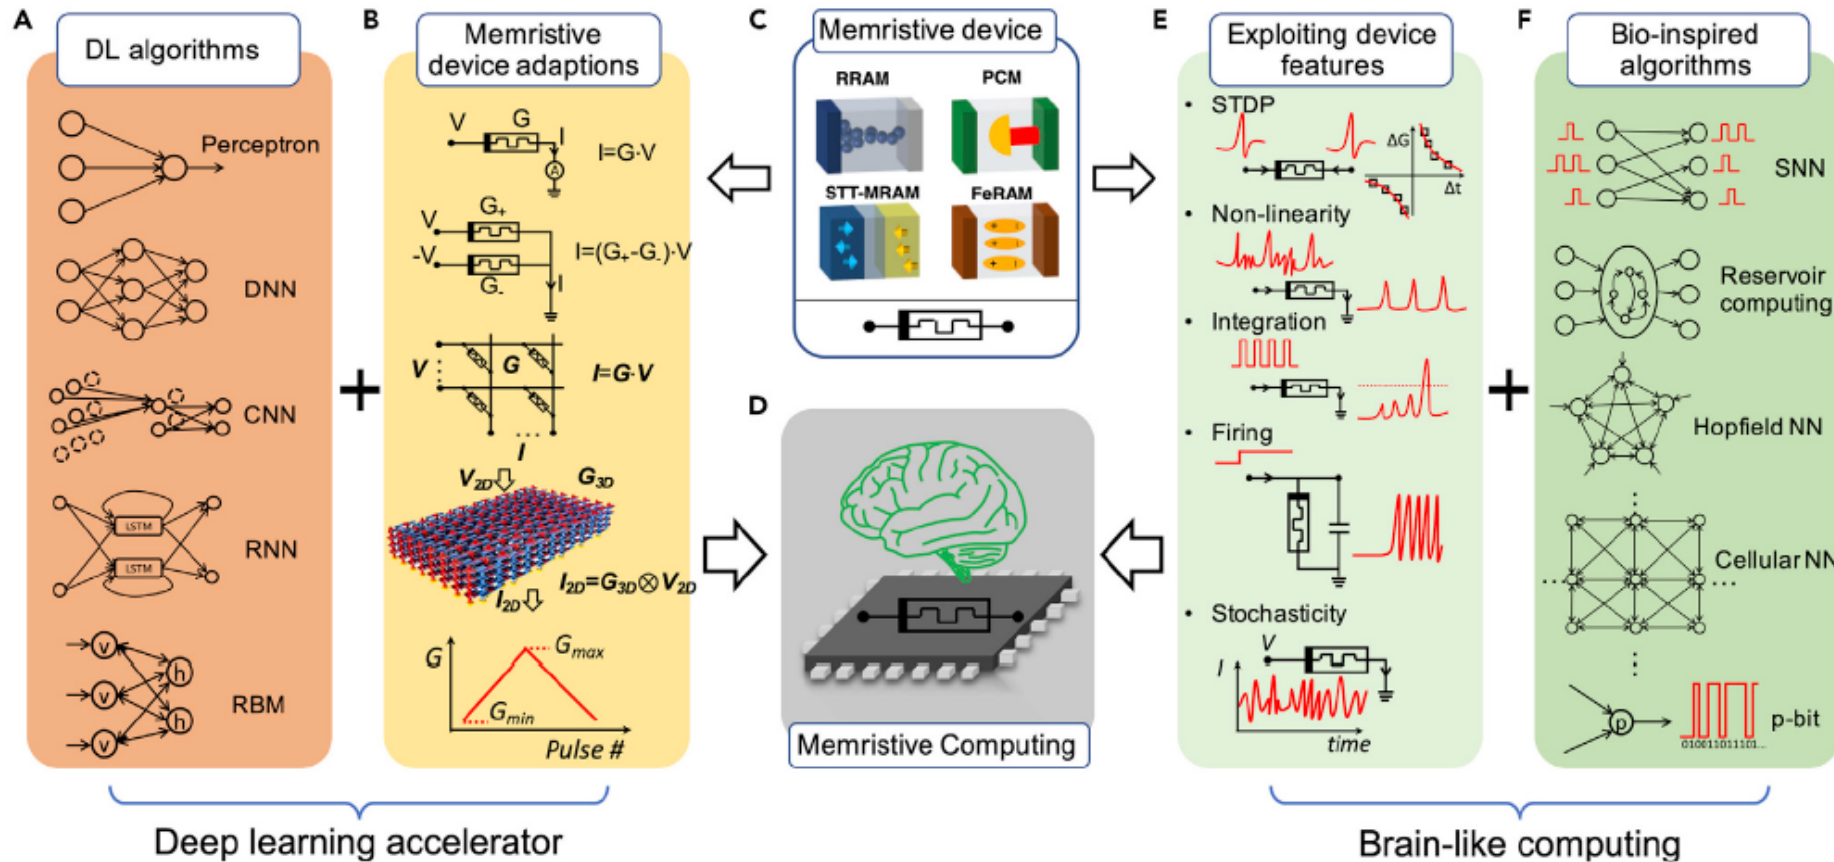 A
DL algorithms
Perceptron
DNN
CNN
LSTM
LSTM
RNN
v
v
v
h
h
RBM
B
Memristive
device adaptions
V
G
I
A
I=G·V
V
G+
-V
G-
I
I=(G+-G-)·V
V
G
I=G·V
I
V2D
G3D
I2D=G3D⊗V2D
I2D
G
Gmax
Gmin
Pulse #
Deep learning accelerator
C
Memristive device
RRAM
PCM
STT-MRAM
FeRAM
D
Memristive Computing
E
Exploiting device
features
• STDP
ΔG
Δt
• Non-linearity
• Integration
• Firing
• Stochasticity
V
I
time
F
Bio-inspired
algorithms
SNN
Reservoir
computing
Hopfield NN
Cellular NN
p
010011011101...
p-bit
Brain-like computing